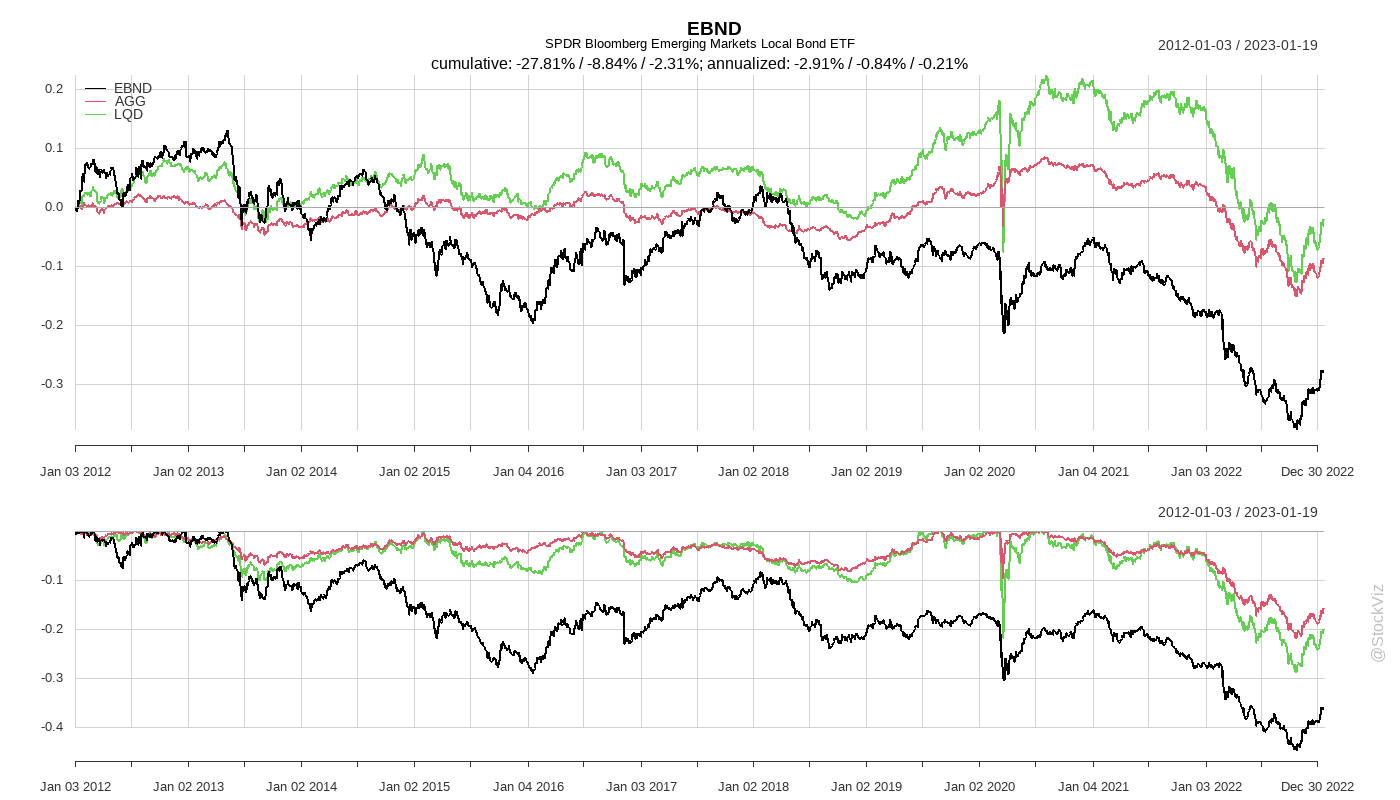 EBND
SPDR Bloomberg Emerging Markets Local Bond ETF
2012-01-03 / 2023-01-19
cumulative: -27.81% / -8.84% / -2.31%; annualized: -2.91% / -0.84% / -0.21%
EBND
AGG
LQD
0.2
0.1
0.0
-0.1
-0.2
-0.3
Jan 03 2012 Jan 02 2013 Jan 02 2014 Jan 02 2015 Jan 04 2016 Jan 03 2017 Jan 02 2018 Jan 02 2019 Jan 02 2020 Jan 04 2021 Jan 03 2022 Dec 30 2022
2012-01-03 / 2023-01-19
-0.1
-0.2
-0.3
-0.4
Jan 03 2012 Jan 02 2013 Jan 02 2014 Jan 02 2015 Jan 04 2016 Jan 03 2017 Jan 02 2018 Jan 02 2019 Jan 02 2020 Jan 04 2021 Jan 03 2022 Dec 30 2022
@StockViz